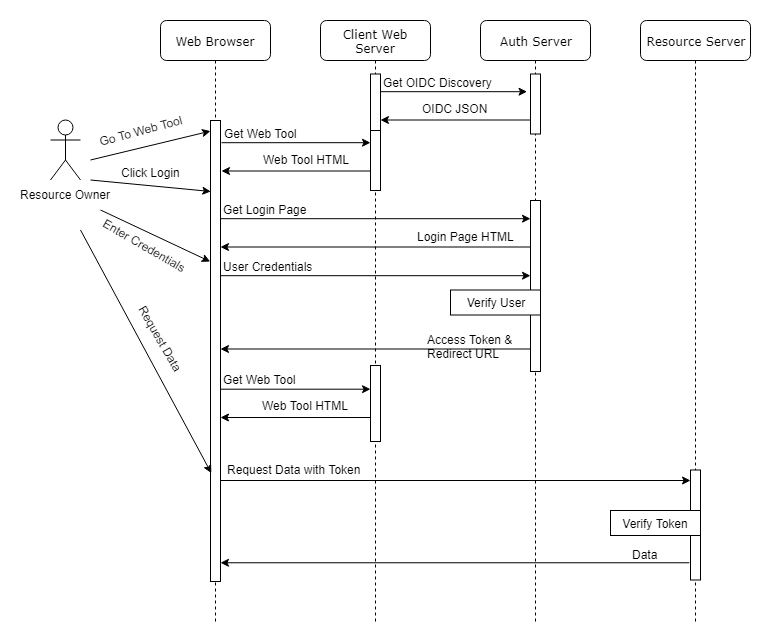 Web Browser
Client Web
Server
Auth Server
Resource Server
Get OIDC Discovery
OIDC JSON
Go To Web Tool
Get Web Tool
Web Tool HTML
Click Login
Resource Owner
Get Login Page
Enter Credentials
Login Page HTML
User Credentials
Verify User
Request Data
Access Token &
Redirect URL
Get Web Tool
Web Tool HTML
Request Data with Token
Verify Token
Data